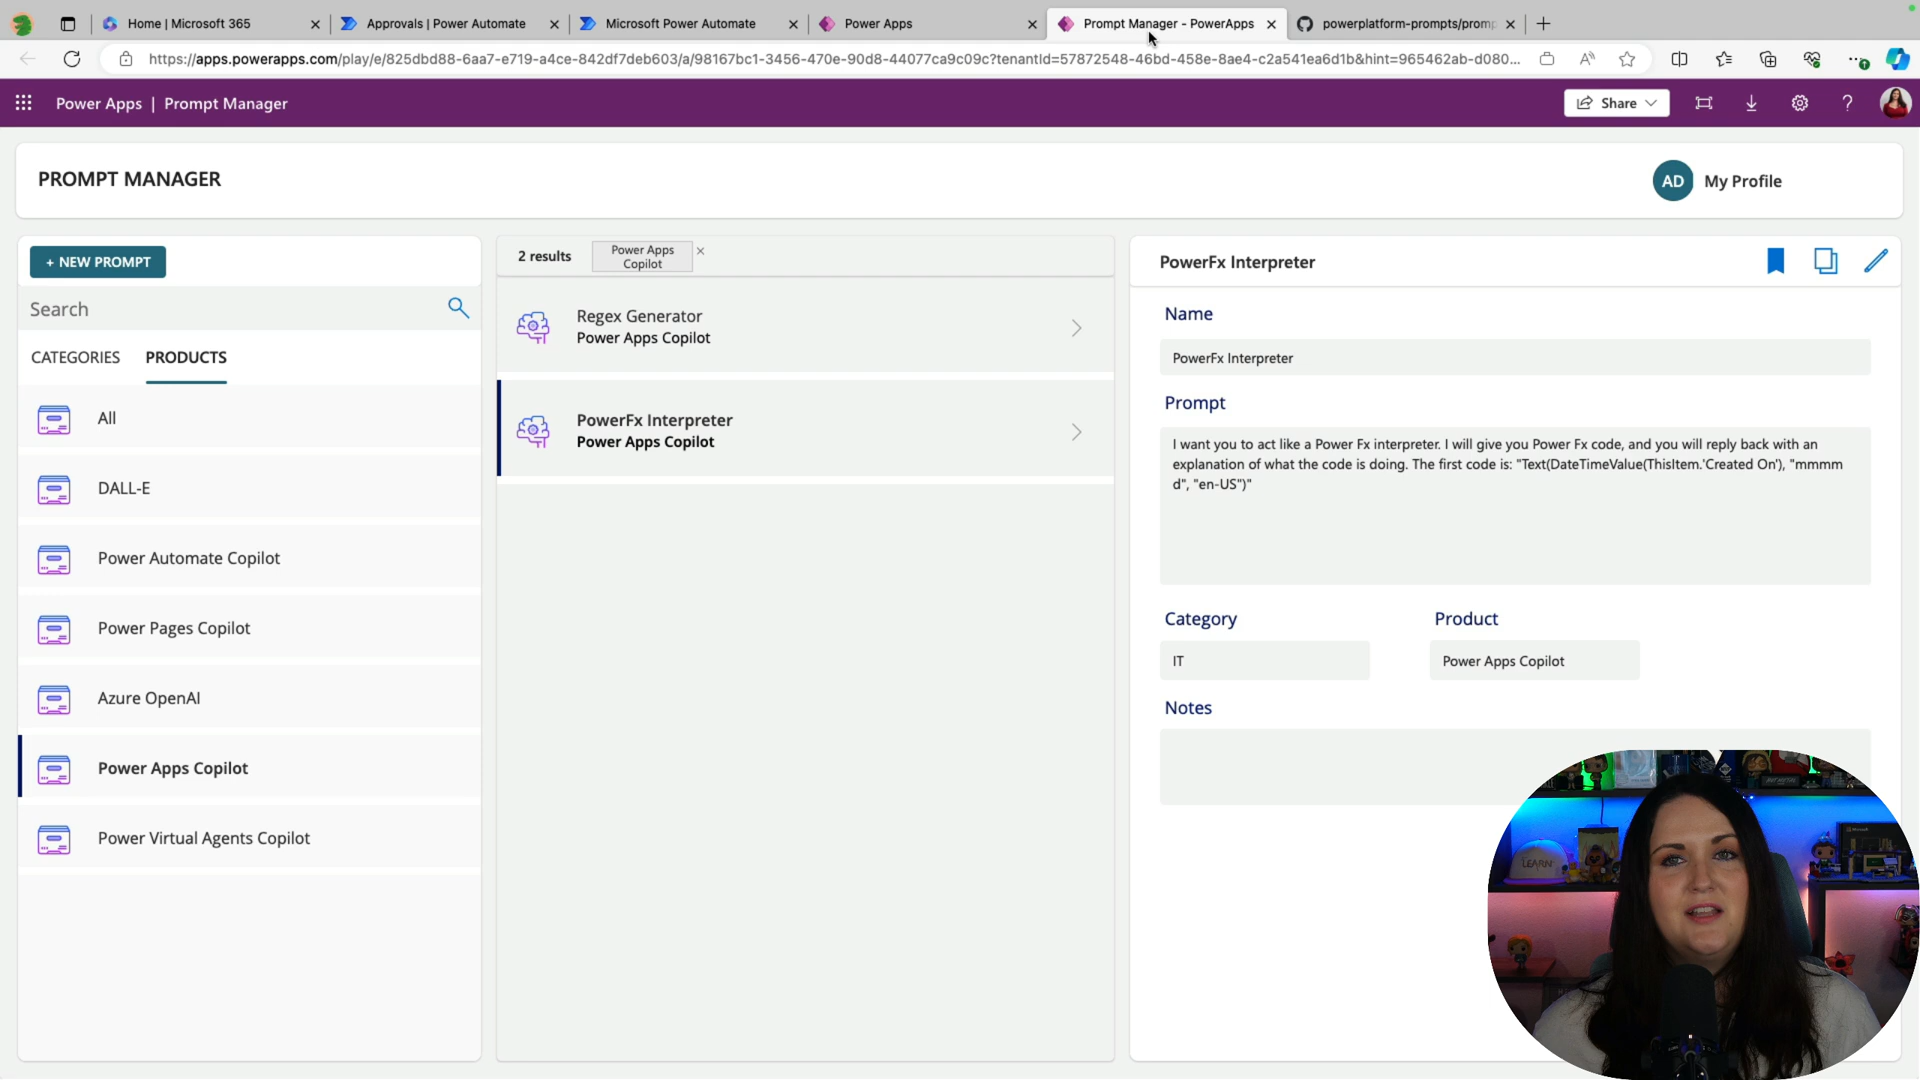 Home | Microsoft 365
Approvals | Power Automate
Microsoft Power Automate
Power Apps
Prompt Manager - PowerApps
powerplatform-prompts/promp
https://apps.powerapps.com/play/e/825dbd88-6aa7-e719-a4ce-842df7deb603/a/98167bc1-3456-470e-90d8-44077ca9c09c?tenantId=57872548-46bd-458e-8ae4-c2a541ea6d1b&hint=965462ab-d080...
Power Apps | Prompt Manager
Share
PROMPT MANAGER
AD My Profile
+ NEW PROMPT
Search
CATEGORIES PRODUCTS
All
DALL-E
Power Automate Copilot
Power Pages Copilot
Azure OpenAI
Power Apps Copilot
Power Virtual Agents Copilot
2 results
Power Apps
Copilot
Regex Generator
Power Apps Copilot
PowerFx Interpreter
Power Apps Copilot
PowerFx Interpreter
Name
PowerFx Interpreter
Prompt
I want you to act like a Power Fx interpreter. I will give you Power Fx code, and you will reply back with an
explanation of what the code is doing. The first code is: "Text(DateTimeValue(ThisItem.'Created On'), "mmmm
d", "en-US")"
Category
Product
IT
Power Apps Copilot
Notes
LEARN